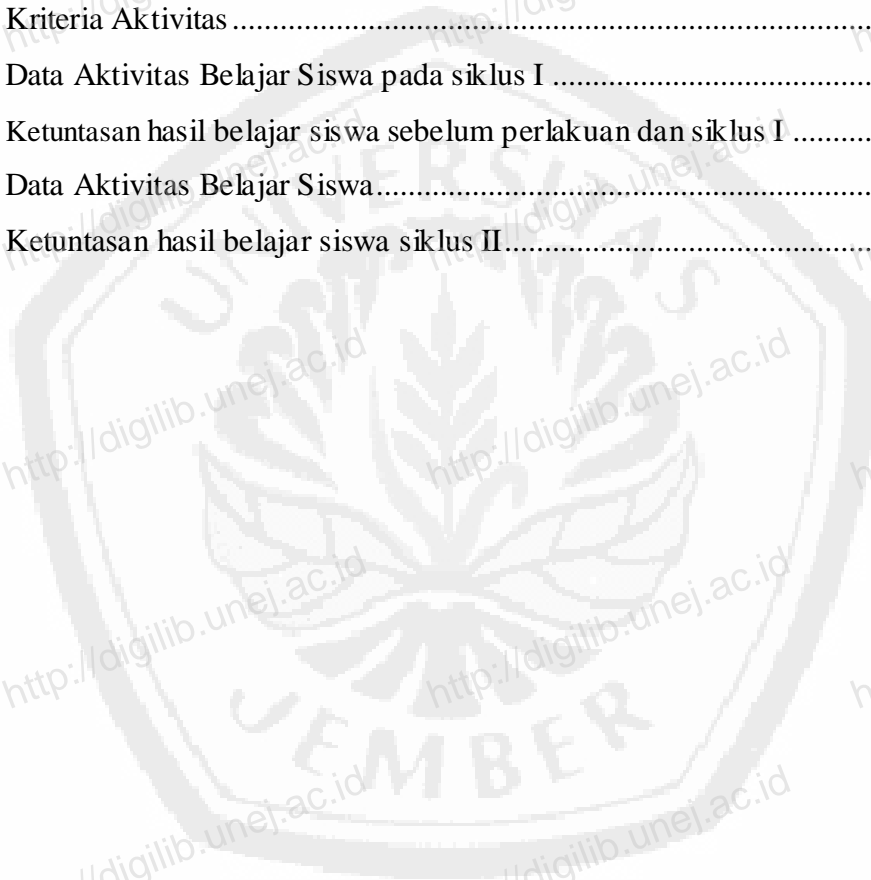 Kriteria Aktivitas ................................................................................
Data Aktivitas Belajar Siswa pada siklus I ........................................
Ketuntasan hasil belajar siswa sebelum perlakuan dan siklus I ..........
Data Aktivitas Belajar Siswa..............................................................
Ketuntasan hasil belajar siswa siklus II..............................................
UNIVERSITAS
JEMBER
http://digilib.unej.ac.id
http://digilib.unej.ac.id
http://digilib.unej.ac.id
http://digilib.unej.ac.id
http://digilib.unej.ac.id
http://digilib.unej.ac.id